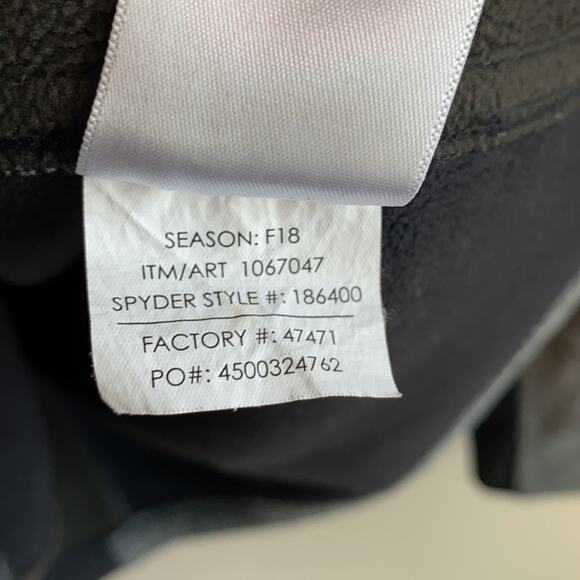 SEASON: F18
ITM/ART 1067047
SPYDER STYLE #: 186400
FACTORY #: 47471
PO#: 4500324762